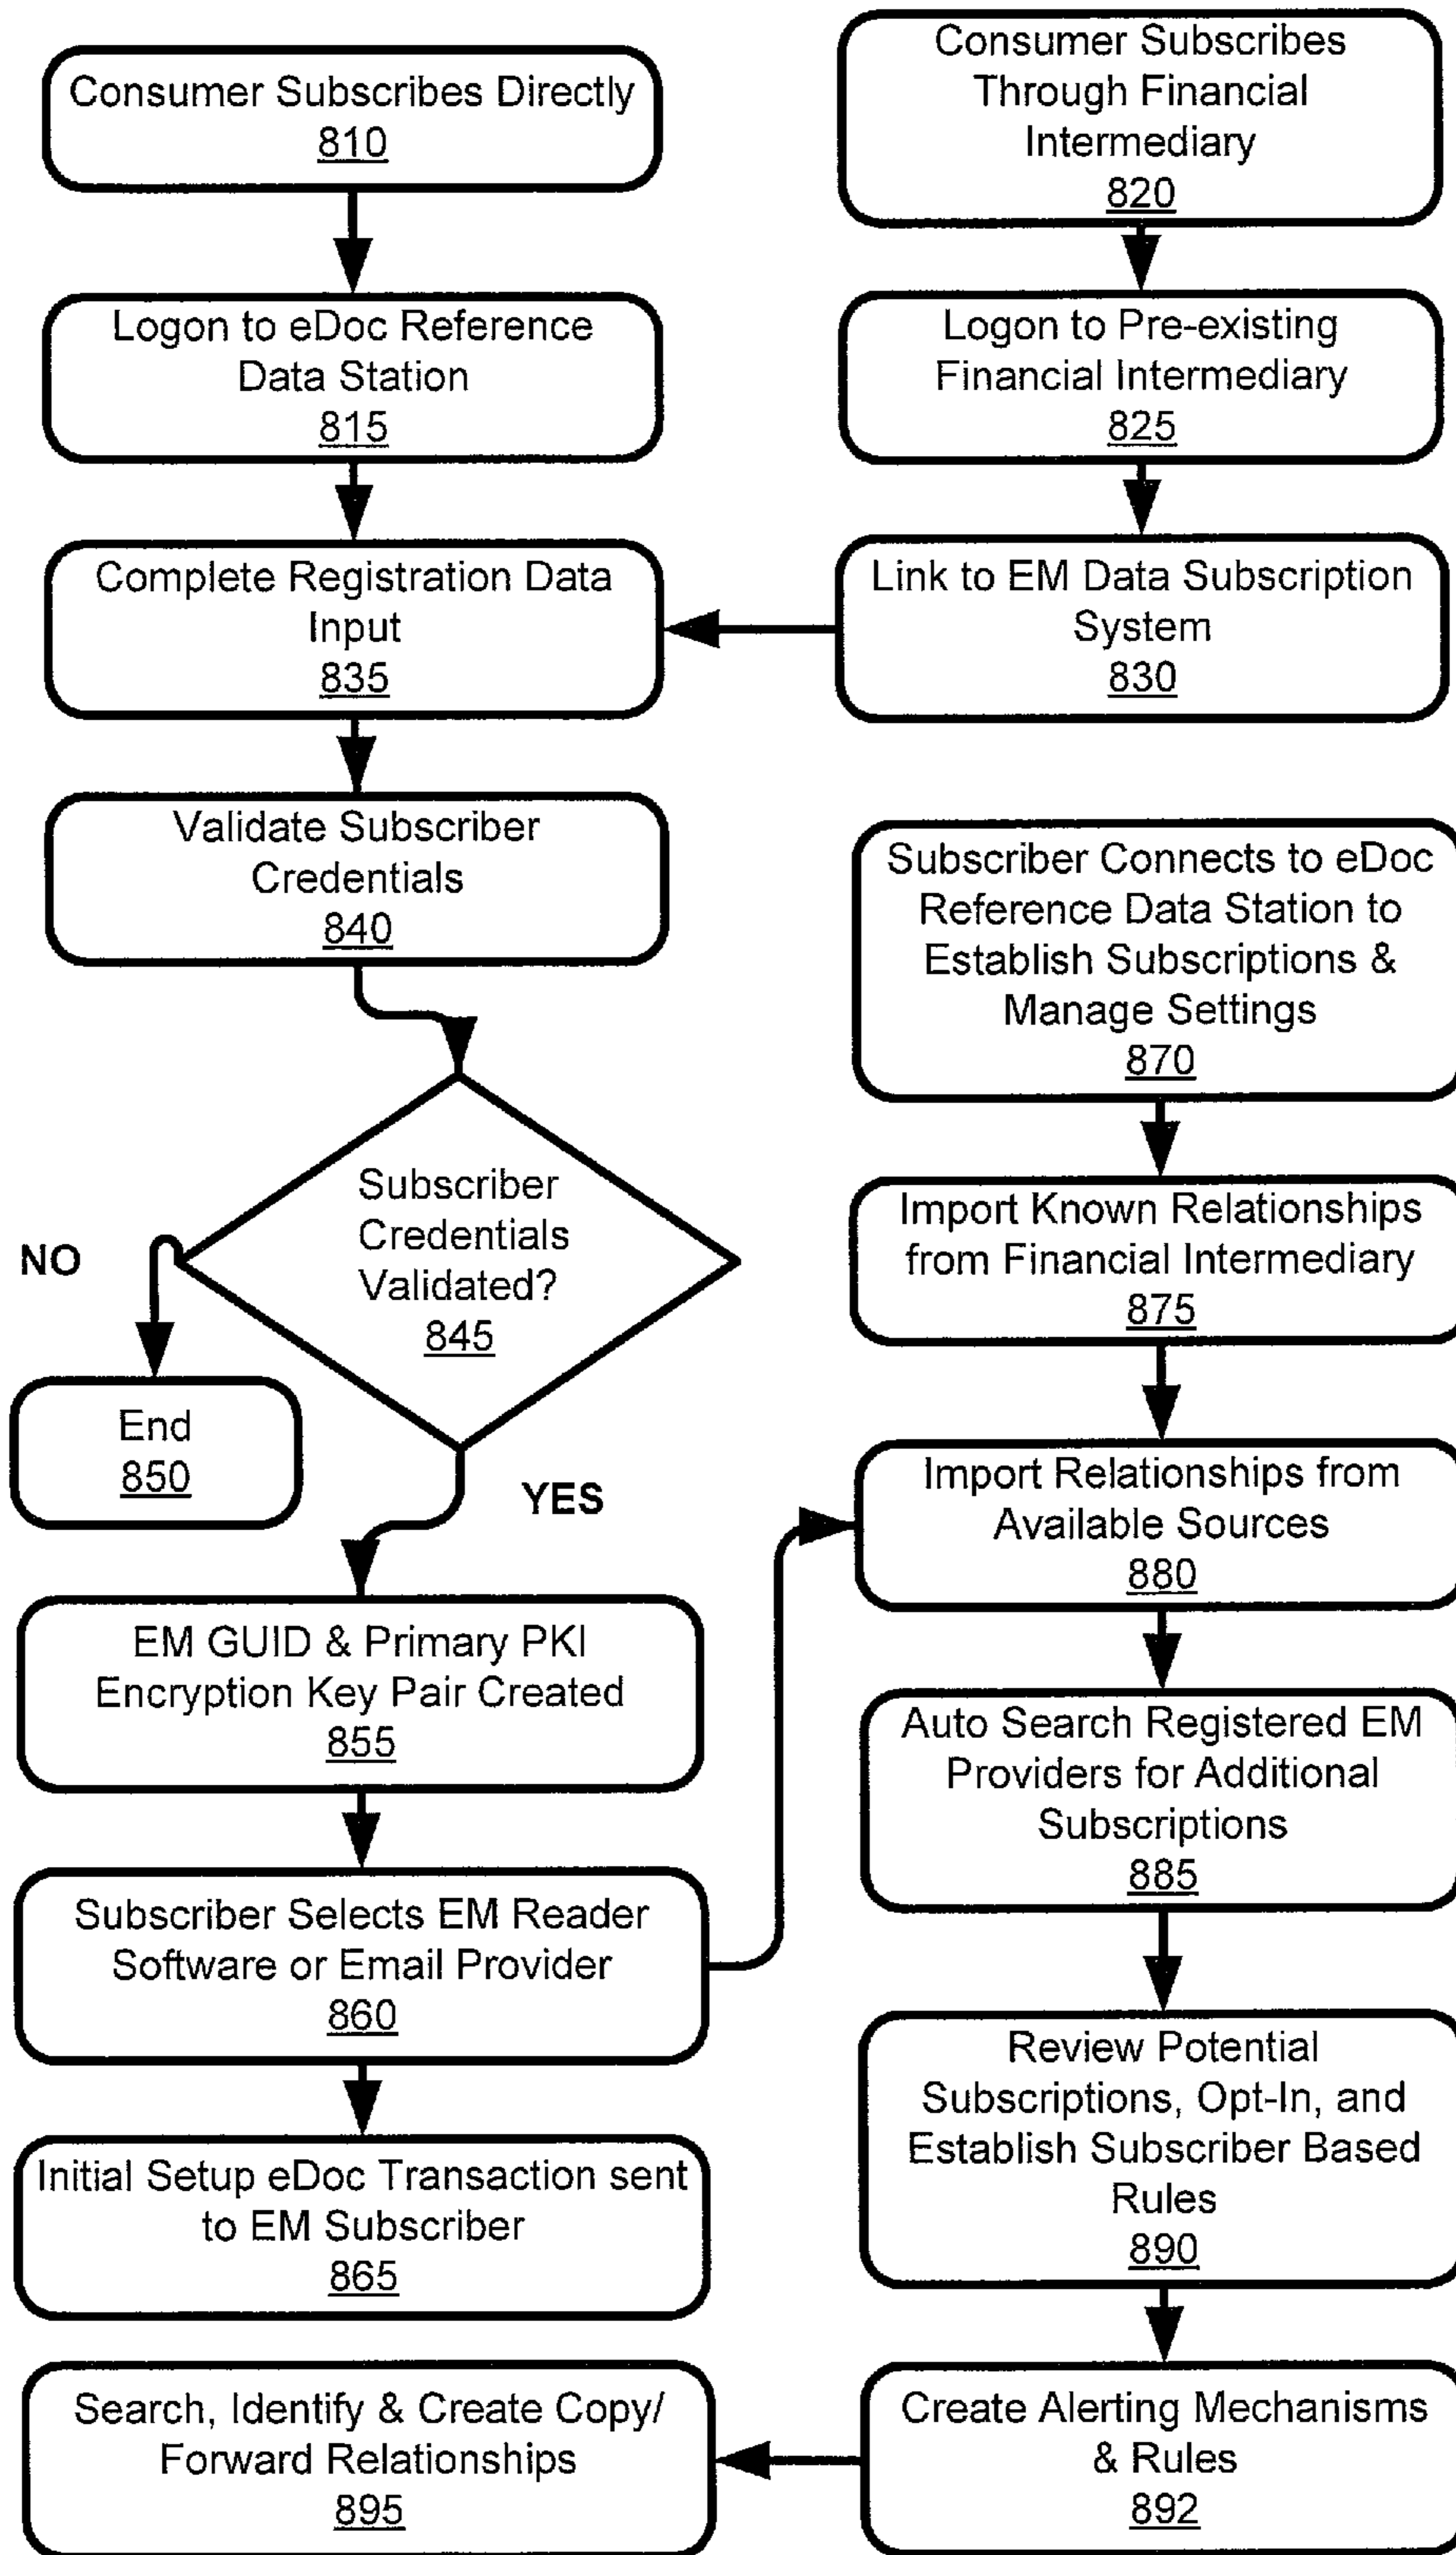 Consumer Subscribes Directly
810
Consumer Subscribes
Through Financial
Intermediary
820
Logon to eDoc Reference
Data Station
815
Logon to Pre-existing
Financial Intermediary
825
Complete Registration Data
Input
835
Link to EM Data Subscription
System
830
Validate Subscriber
Credentials
840
Subscriber
Credentials
Validated?
845
NO
End
850
YES
EM GUID & Primary PKI
Encryption Key Pair Created
855
Subscriber Selects EM Reader
Software or Email Provider
860
Initial Setup eDoc Transaction sent
to EM Subscriber
865
Subscriber Connects to eDoc
Reference Data Station to
Establish Subscriptions &
Manage Settings
870
Import Known Relationships
from Financial Intermediary
875
Import Relationships from
Available Sources
880
Auto Search Registered EM
Providers for Additional
Subscriptions
885
Review Potential
Subscriptions, Opt-In, and
Establish Subscriber Based
Rules
890
Create Alerting Mechanisms
& Rules
892
Search, Identify & Create Copy/
Forward Relationships
895